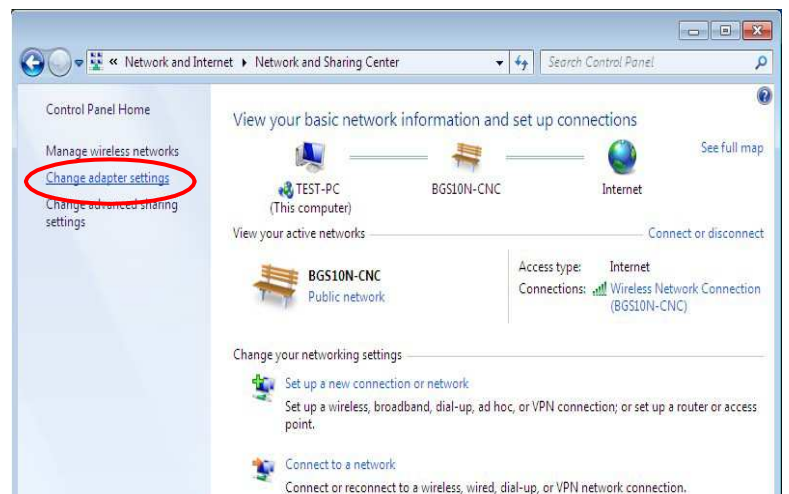 « Network and Internet ▸ Network and Sharing Center
Search Control Panel
Control Panel Home
Manage wireless networks
Change adapter settings
Change advanced sharing
settings
View your basic network information and set up connections
See full map
TEST-PC
(This computer)
BGS10N-CNC
Internet
View your active networks
Connect or disconnect
BGS10N-CNC
Public network
Access type: Internet
Connections: Wireless Network Connection
(BGS10N-CNC)
Change your networking settings
Set up a new connection or network
Set up a wireless, broadband, dial-up, ad hoc, or VPN connection; or set up a router or access
point.
Connect to a network
Connect or reconnect to a wireless, wired, dial-up, or VPN network connection.